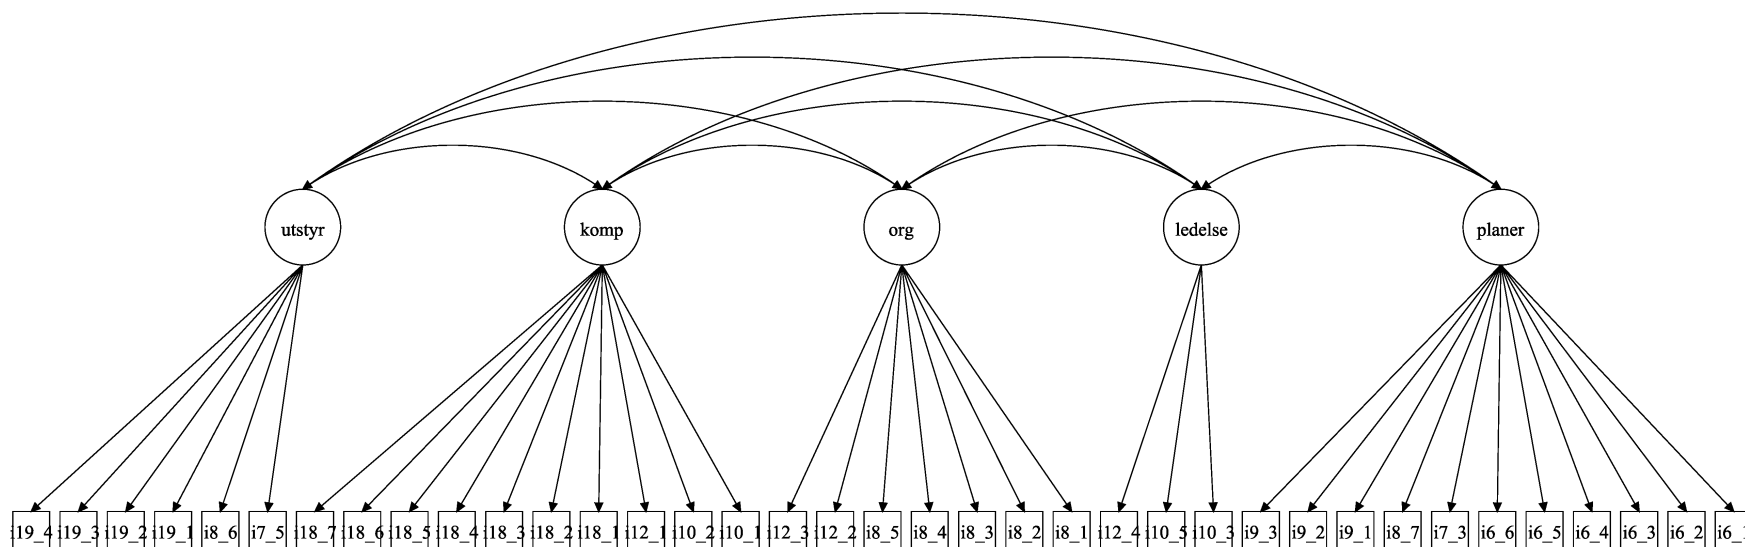 utstyr komp org ledelse planer
i19_4 i19_3 i19_2 i19_1 i8_6 i7_5 i18_7 i18_6 i18_5 i18_4 i18_3 i18_2 i18_1 i12_1 i10_2 i10_1 i12_3 i12_2 i8_5 i8_4 i8_3 i8_2 i8_1 i12_4 i10_5 i10_3 i9_3 i9_2 i9_1 i8_7 i7_3 i6_6 i6_5 i6_4 i6_3 i6_2 i6_1